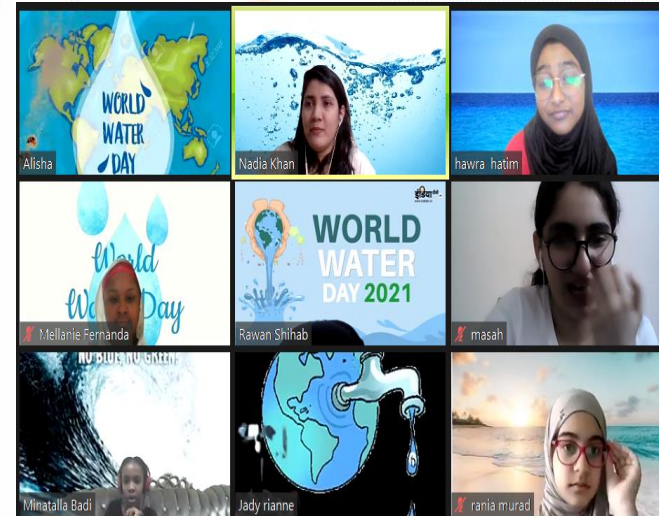 WORLD
WATER
DAY
Alisha
Nadia Khan
hawra hatim
World
Day
Mellanie Fernanda
इंडिया
WORLD
WATER
DAY 2021
Rawan Shihab
masah
NO BLUE, NO GREEN!
Minatalla Badi
Jady rianne
rania murad